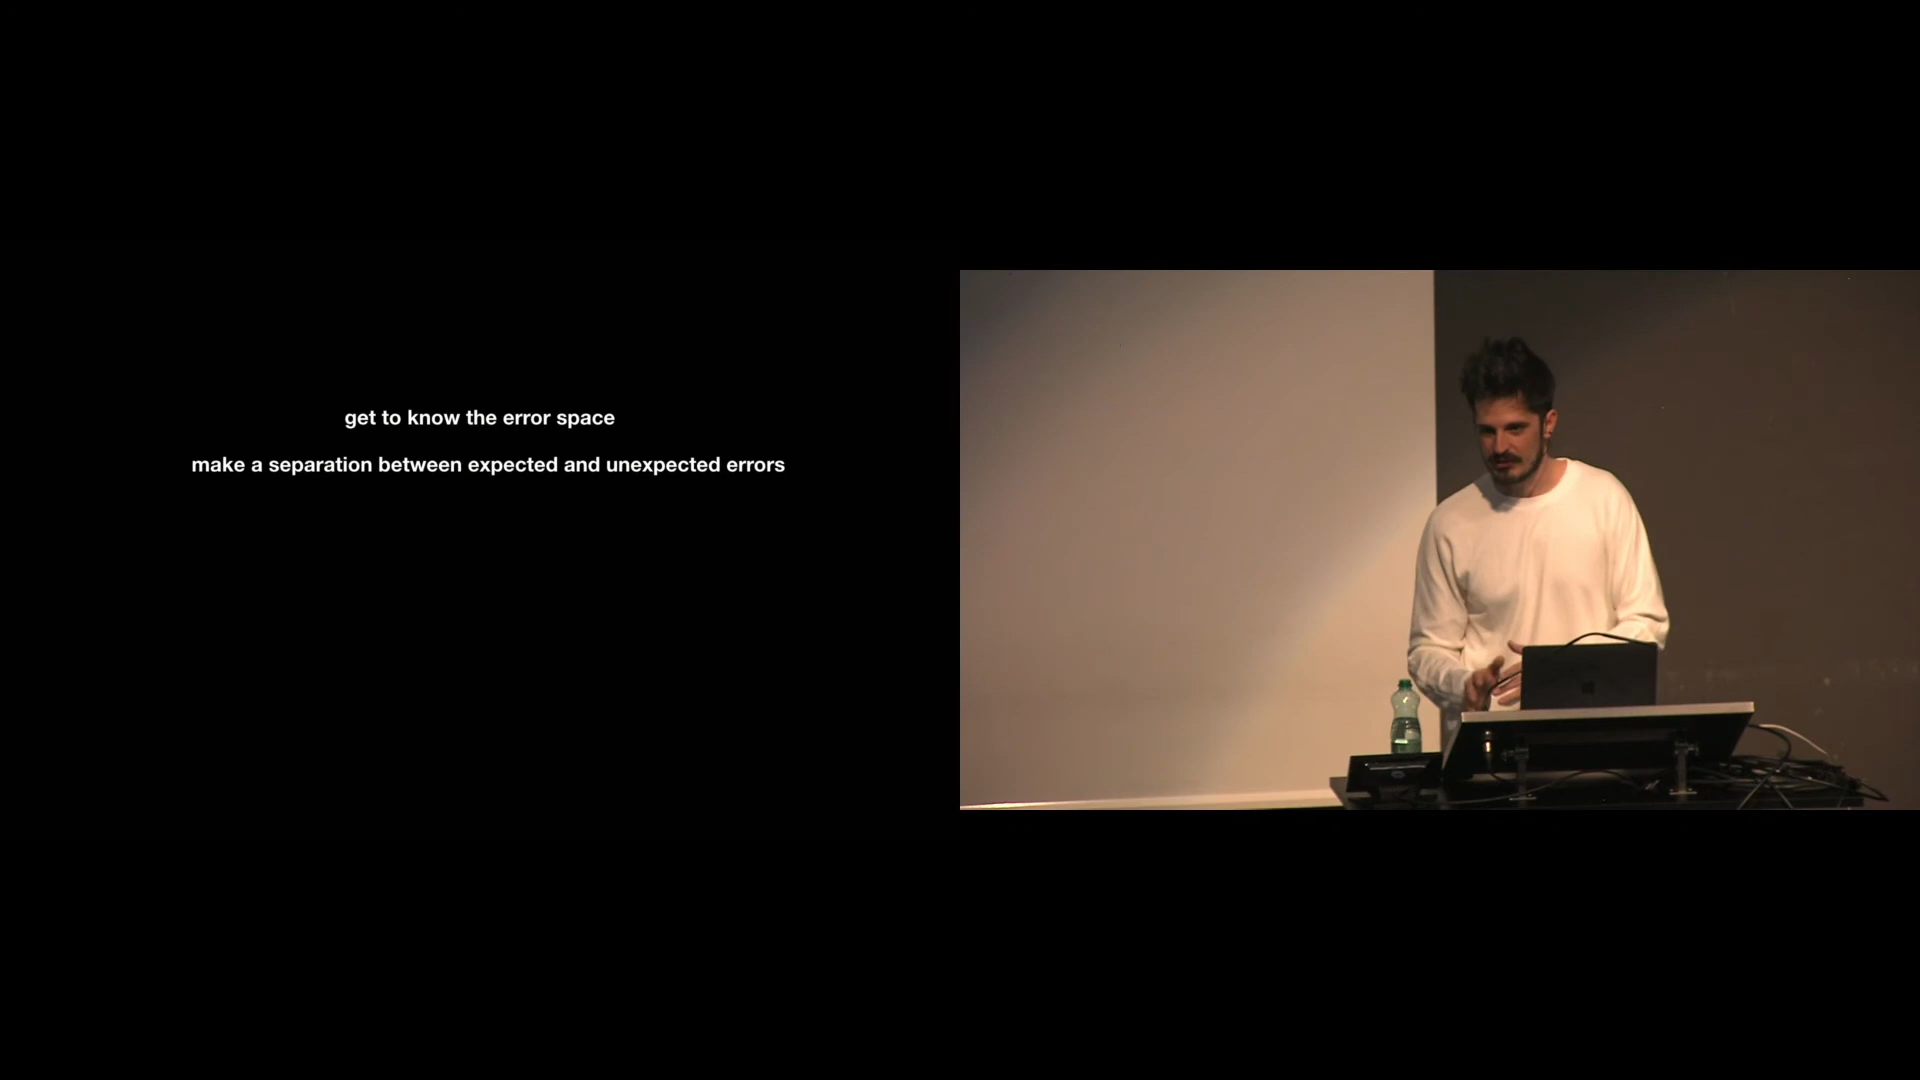 get to know the error space
make a separation between expected and unexpected errors